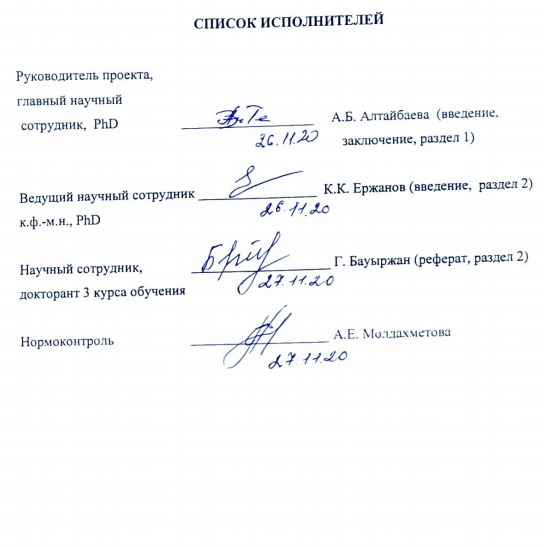 СПИСОК ИСПОЛНИТЕЛЕЙ
Руководитель проекта,
главный научный
сотрудник, PhD А.Б. Алтайбаева (введение,
26.11.20 заключение, раздел 1)
Ведущий научный сотрудник К.К. Ержанов (введение, раздел 2)
к.ф.-м.н., PhD 26.11.20
Научный сотрудник, Г. Бауыржан (реферат, раздел 2)
докторант 3 курса обучения 27.11.20
Нормоконтроль А.Е. Молдахметова
27.11.20